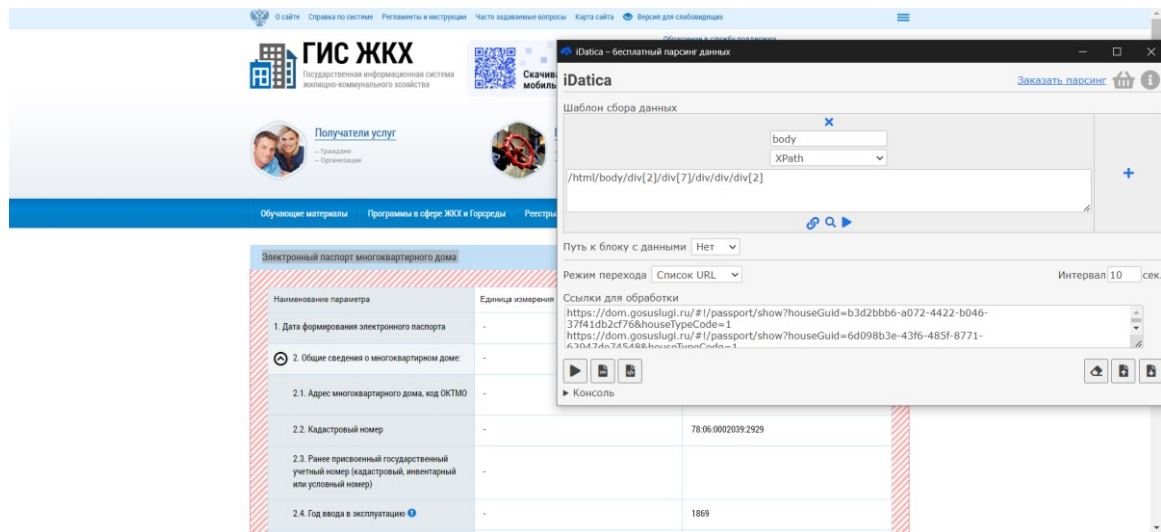 О сайте Справка по системе Регламенты и инструкции Часто задаваемые вопросы Карта сайта Версия для слабовидящих
ГИС ЖКХ
Государственная информационная система
жилищно-коммунального хозяйства
Получатели услуг
– Граждане
– Организации
Обучающие материалы Программы в сфере ЖКХ и Горсреды
Электронный паспорт многоквартирного дома
Наименование параметра Единица измерения
1. Дата формирования электронного паспорта -
2. Общие сведения о многоквартирном доме: -
2.1. Адрес многоквартирного дома, код ОКТМО -
2.2. Кадастровый номер - 78:06:0002039:2929
2.3. Ранее присвоенный государственный
учетный номер (кадастровый, инвентарный -
или условный номер)
2.4. Год ввода в эксплуатацию - 1869
iDatica – бесплатный парсинг данных
iDatica Заказать парсинг
Шаблон сбора данных
body
XPath
/html/body/div[2]/div[7]/div/div/div[2]
Путь к блоку с данными Нет
Режим перехода Список URL Интервал 10 сек.
Ссылки для обработки
https://dom.gosuslugi.ru/#!/passport/show?houseGuid=b3d2bbb6-a072-4422-b046-
37f41db2cf76&houseTypeCode=1
https://dom.gosuslugi.ru/#!/passport/show?houseGuid=6d098b3e-43f6-485f-8771-
Консоль